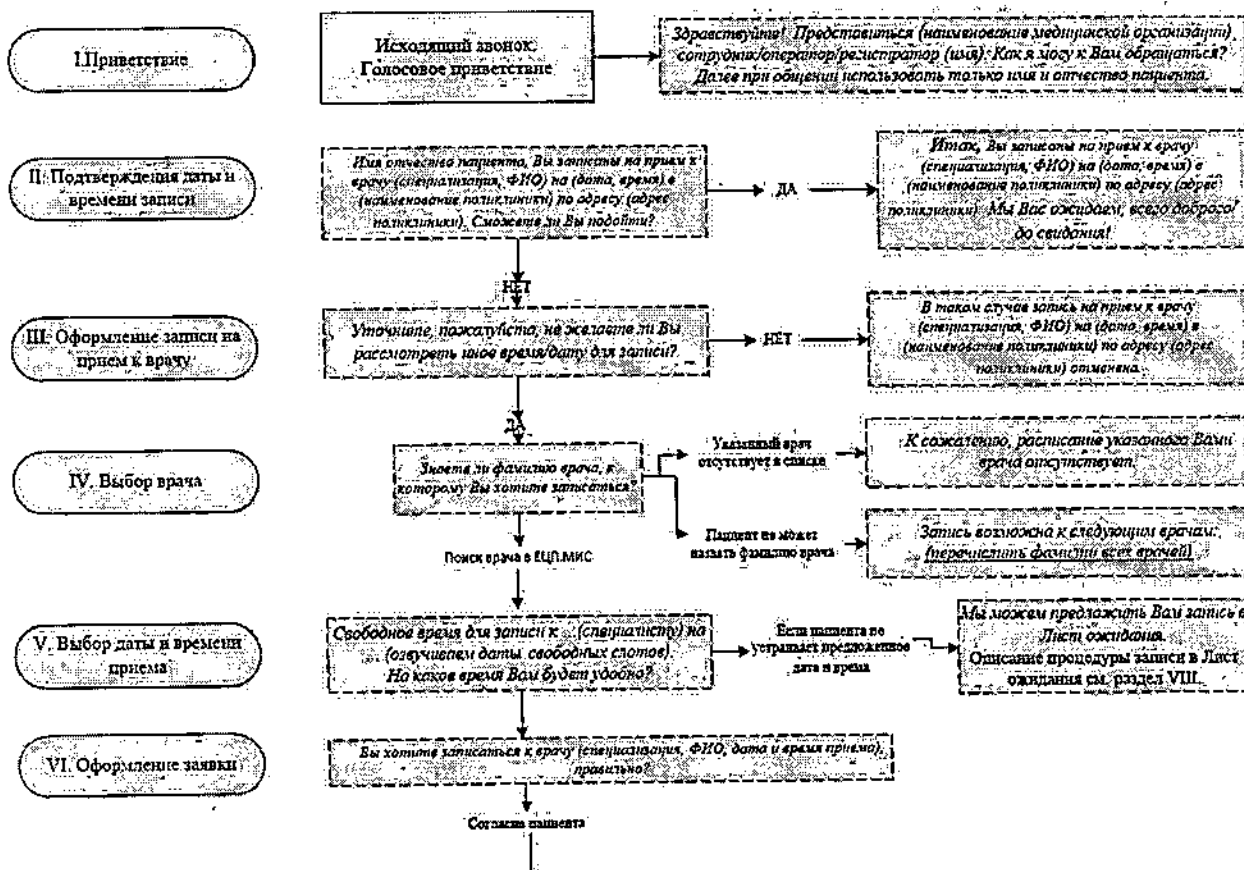 I.Приветствие
Исходящий звонок.
Голосовое приветствие
Здравствуйте! Представиться (наименование медицинской организации)
сотрудник/оператор/регистратор (имя). Как я могу к Вам обращаться?
Далее при общении использовать только имя и отчество пациента.
II. Подтверждения даты и
времени записи
Имя отчество пациента, Вы записаны на прием к
врачу (специализация, ФИО) на (дата, время) в
(наименование поликлиники) по адресу (адрес
поликлиники). Сможете ли Вы подойти?
ДА
Итак, Вы записаны на прием к врачу
(специализация, ФИО) на (дата, время) в
(наименование поликлиники) по адресу (адрес
поликлиники). Мы Вас ожидаем, всего доброго!
до свидания!
НЕТ
III. Оформление записи на
прием к врачу
Уточните, пожалуйста, не желаете ли Вы
рассмотреть иное время/дату для записи?
НЕТ
В таком случае запись на прием к врачу
(специализация, ФИО) на (дата, время) в
(наименование поликлиники) по адресу (адрес
поликлиники) отменена.
ДА
IV. Выбор врача
Знаете ли фамилию врача, к
которому Вы хотите записаться?
Указанный врач
отсутствует в списке
К сожалению, расписание указанного Вами
врача отсутствует.
Пациент не может
назвать фамилию врача
Запись возможна к следующим врачам:
(перечислить фамилии всех врачей)
Поиск врача в ЕЦП.МИС
V. Выбор даты и времени
приема
Свободное время для записи к ...(специалисту) на
(озвучиваем даты свободных слотов).
На какое время Вам будет удобно?
Если пациента не
устраивает предложенное
дата и время
Мы можем предложить Вам запись в
Лист ожидания.
Описание процедуры записи в Лист
ожидания см. раздел VIII.
VI. Оформление заявки
Вы хотите записаться к врачу (специализация, ФИО, дата и время приема),
правильно?
Согласие пациента